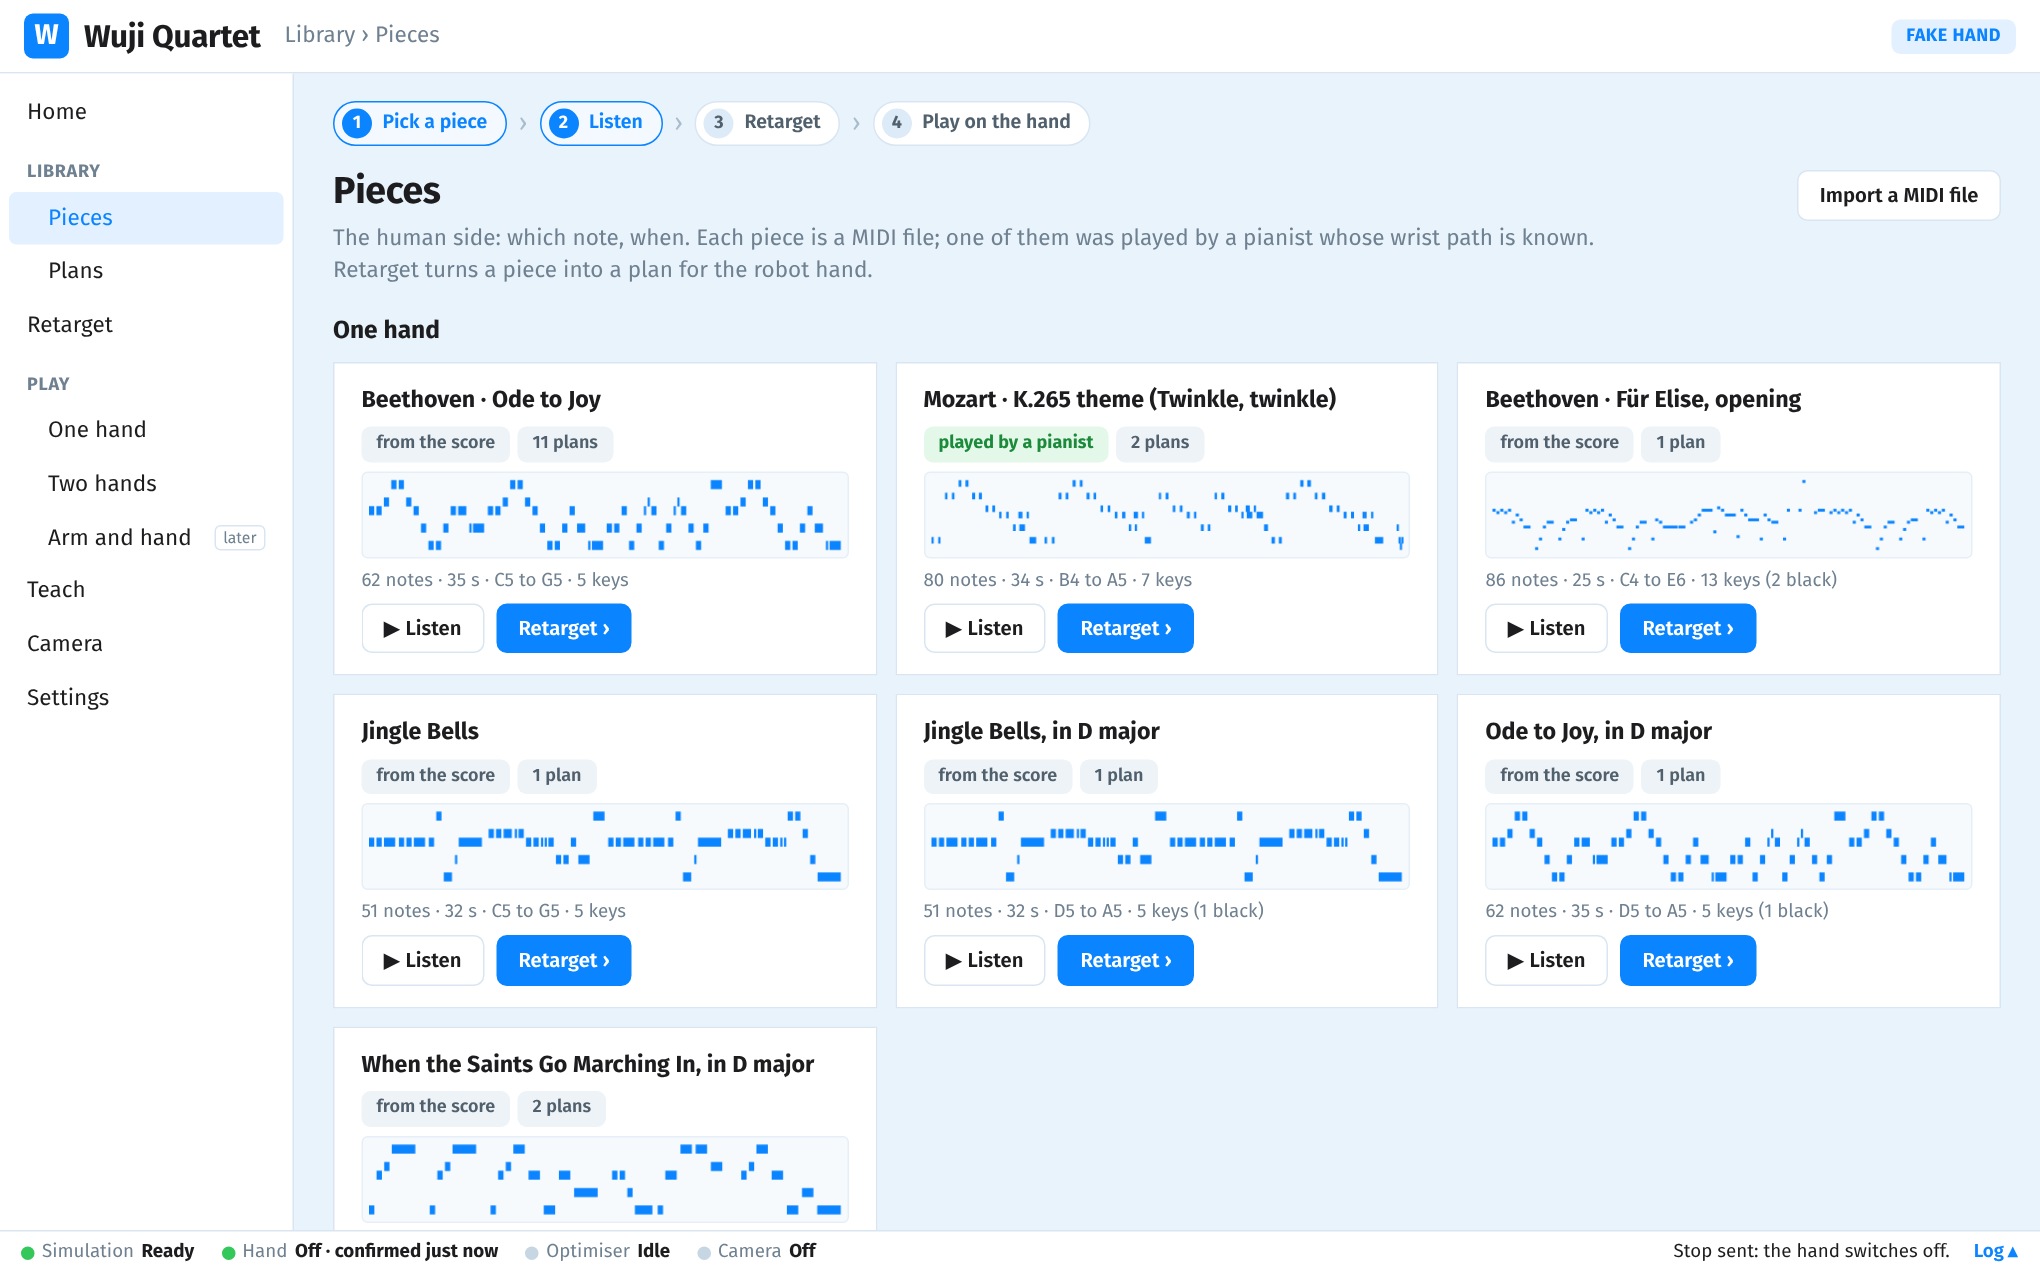 W Wuji Quartet Library › Pieces FAKE HAND
Home
LIBRARY
Pieces
Plans
Retarget
PLAY
One hand
Two hands
Arm and hand later
Teach
Camera
Settings
1 Pick a piece › 2 Listen › 3 Retarget › 4 Play on the hand
Pieces
Import a MIDI file
The human side: which note, when. Each piece is a MIDI file; one of them was played by a pianist whose wrist path is known.
Retarget turns a piece into a plan for the robot hand.
One hand
Beethoven · Ode to Joy
from the score 11 plans
62 notes · 35 s · C5 to G5 · 5 keys
▶ Listen Retarget ›
Mozart · K.265 theme (Twinkle, twinkle)
played by a pianist 2 plans
80 notes · 34 s · B4 to A5 · 7 keys
▶ Listen Retarget ›
Beethoven · Für Elise, opening
from the score 1 plan
86 notes · 25 s · C4 to E6 · 13 keys (2 black)
▶ Listen Retarget ›
Jingle Bells
from the score 1 plan
51 notes · 32 s · C5 to G5 · 5 keys
▶ Listen Retarget ›
Jingle Bells, in D major
from the score 1 plan
51 notes · 32 s · D5 to A5 · 5 keys (1 black)
▶ Listen Retarget ›
Ode to Joy, in D major
from the score 1 plan
62 notes · 35 s · D5 to A5 · 5 keys (1 black)
▶ Listen Retarget ›
When the Saints Go Marching In, in D major
from the score 2 plans
Simulation Ready Hand Off · confirmed just now Optimiser Idle Camera Off Stop sent: the hand switches off. Log ▲